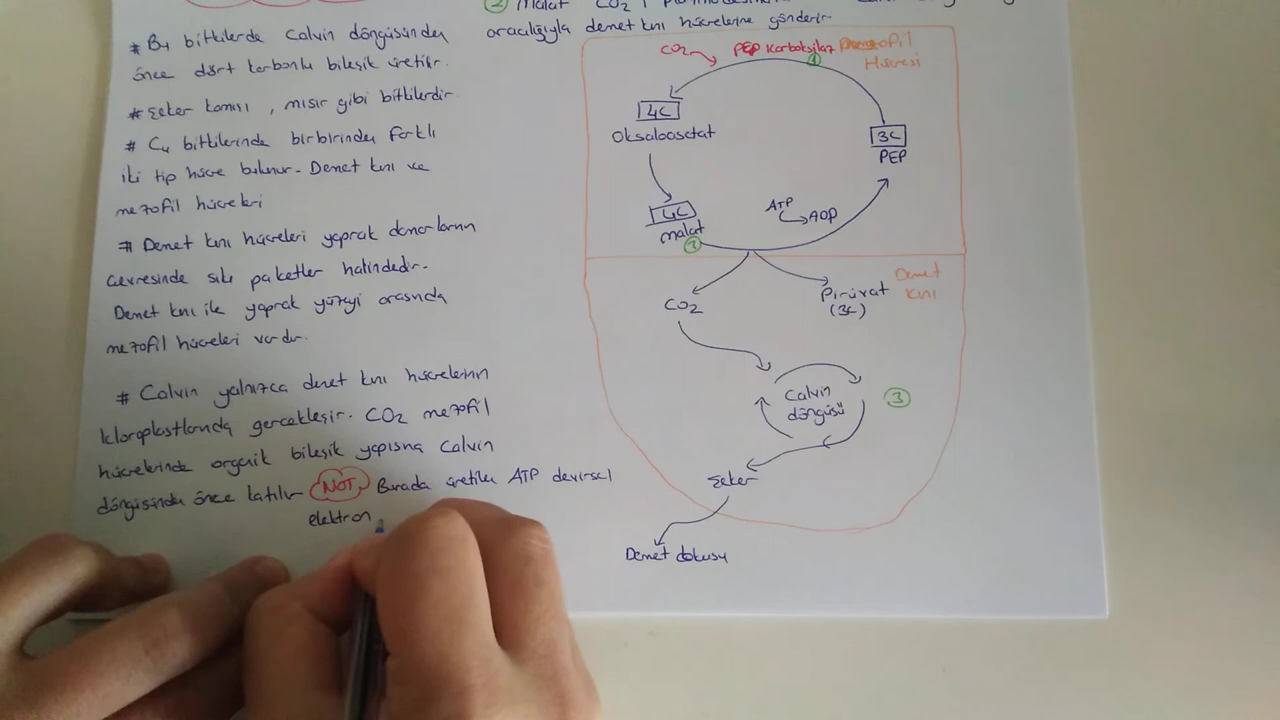 * Bu bitkilerde Calvin döngüsünden
önce dört karbonlu bileşik üretilir.
* Şeker kamışı, mısır gibi bitkilerdir.
* C4 bitkilerinde birbirinden farklı
iki tip hücre bulunur. Demet kını ve
mezofil hücreleri
* Demet kını hücreleri yaprak damarlarının
çevresinde sıkı paketler halindedir.
Demet kını ile yaprak yüzeyi arasında
mezofil hücreleri vardır.
* Calvin yalnızca demet kını hücrelerinin
kloroplastlarında gerçekleşir. CO2 mezofil
hücrelerinde organik bileşik yapısına Calvin
döngüsünden önce katılır
NOT Burada üretilen ATP devirsel
elektron
2 Malat CO2
aracılığıyla demet kını hücrelerine gönderir.
CO2 PEP Karboksilaz
1
Hücresi
4C
Oksaloasetat
3C
PEP
4C
malat
2
ATP
ADP
Demet
kını
CO2
Pirüvat
(3C)
Calvin
döngüsü
3
Şeker
Demet dokusu